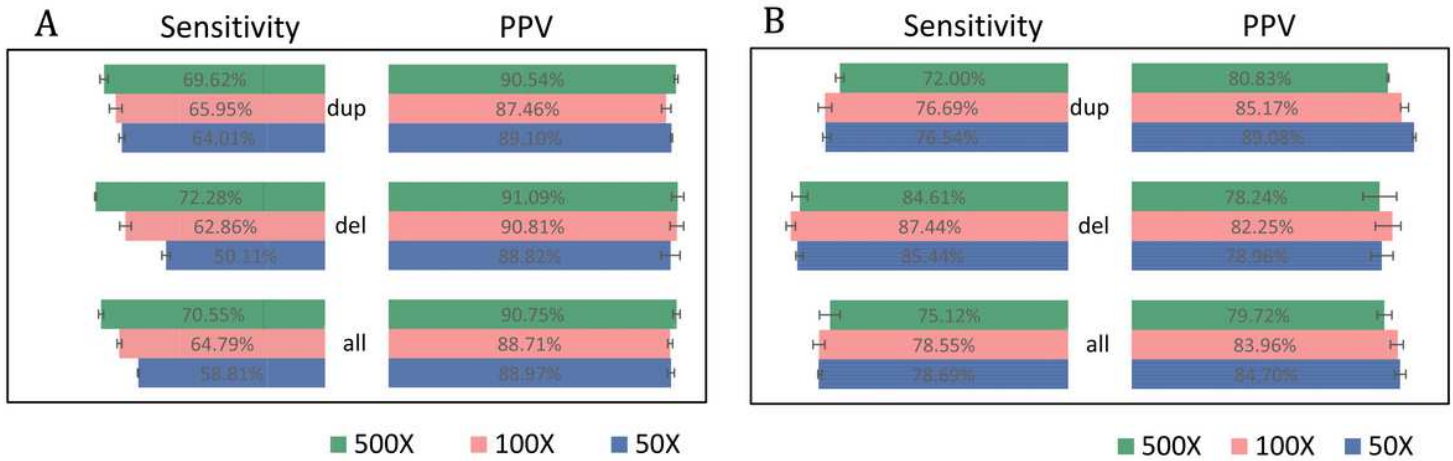 A Sensitivity PPV
69.62% 90.54%
65.95% dup 87.46%
64.01% 89.10%
72.28% 91.09%
62.86% del 90.81%
50.11% 88.82%
70.55% 90.75%
64.79% all 88.71%
58.81% 88.97%
500X 100X 50X
B Sensitivity PPV
72.00% 80.83%
76.69% dup 85.17%
76.54% 89.08%
84.61% 78.24%
87.44% del 82.25%
85.44% 78.96%
75.12% 79.72%
78.55% all 83.96%
78.69% 84.70%
500X 100X 50X